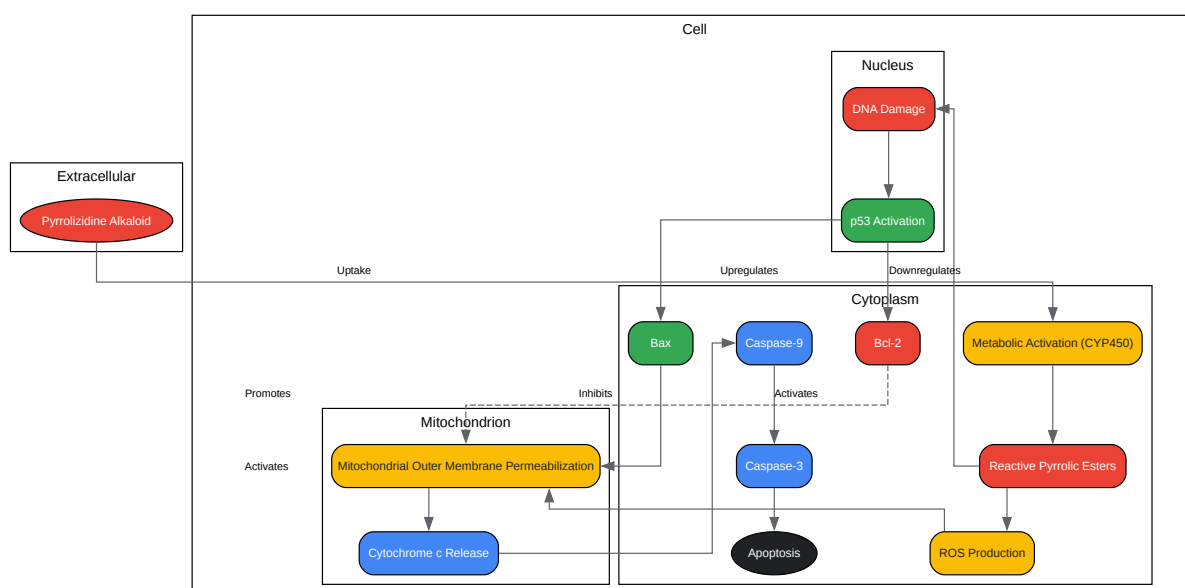 Cell
Nucleus
DNA Damage
Extracellular
Pyrrolizidine Alkaloid
p53 Activation
Uptake
Upregulates
Downregulates
Cytoplasm
Bax
Caspase-9
Bcl-2
Metabolic Activation (CYP450)
Promotes
Inhibits
Activates
Mitochondrion
Activates
Mitochondrial Outer Membrane Permeabilization
Caspase-3
Reactive Pyrrolic Esters
Cytochrome c Release
Apoptosis
ROS Production